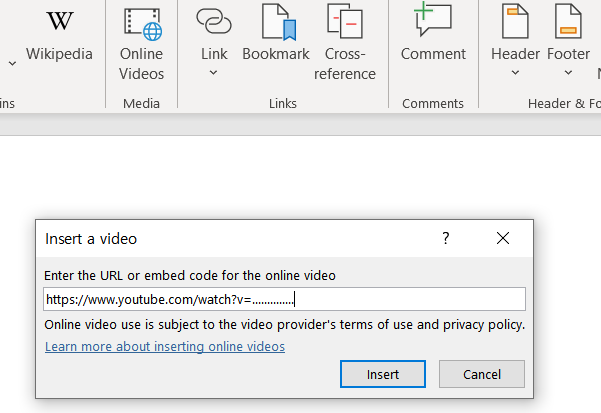 W
Wikipedia
Online
Videos
Link
Bookmark
Cross-
reference
Comment
Header
Footer
ins
Media
Links
Comments
Header & Fo
Insert a video
?
Enter the URL or embed code for the online video
https://www.youtube.com/watch?v=..............
Online video use is subject to the video provider's terms of use and privacy policy.
Learn more about inserting online videos
Insert
Cancel